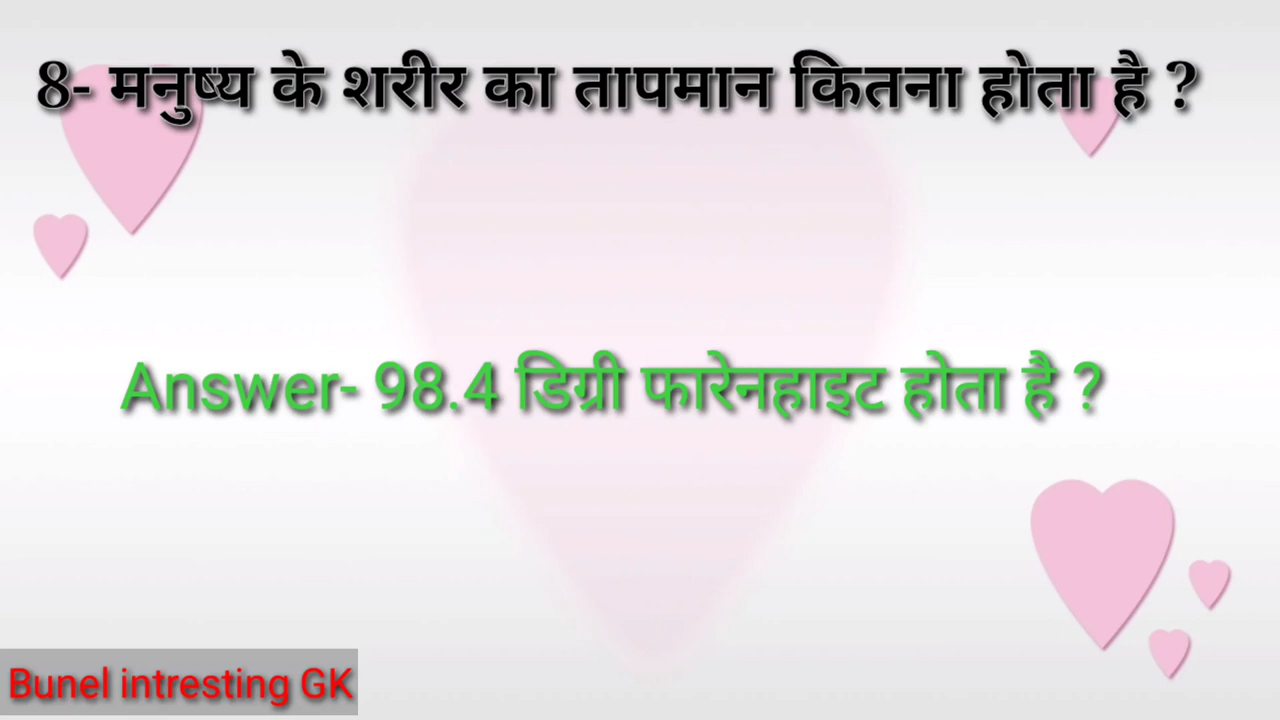 8- मनुष्य के शरीर का तापमान कितना होता है ?
Answer- 98.4 डिग्री फारेनहाइट होता है ?
Bunel intresting GK